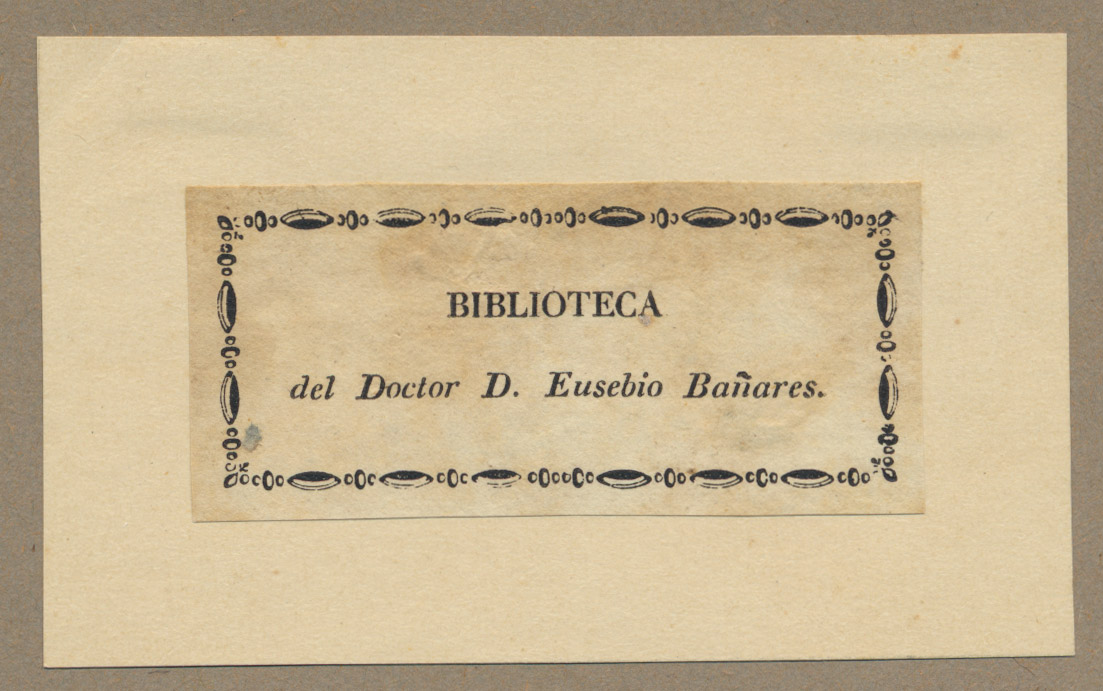 BIBLIOTECA
del Doctor D. Eusebio Bañares.